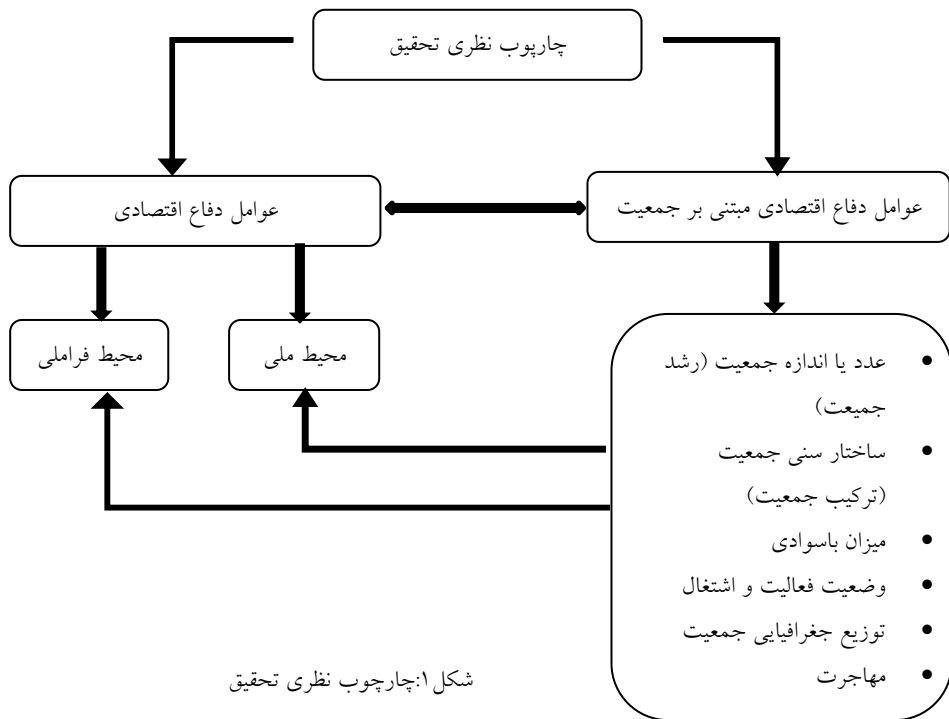 چارپوب نظری تحقیق
عوامل دفاع اقتصادی مبتنی بر جمعیت
عوامل دفاع اقتصادی
محیط ملی
محیط فراملی
• عدد یا اندازه جمعیت (رشد
جمیعت)
• ساختار سنی جمعیت
(ترکیب جمعیت)
• میزان باسوادی
• وضعیت فعالیت و اشتغال
• توزیع جغرافیایی جمعیت
• مهاجرت
شکل۱:چارچوب نظری تحقیق